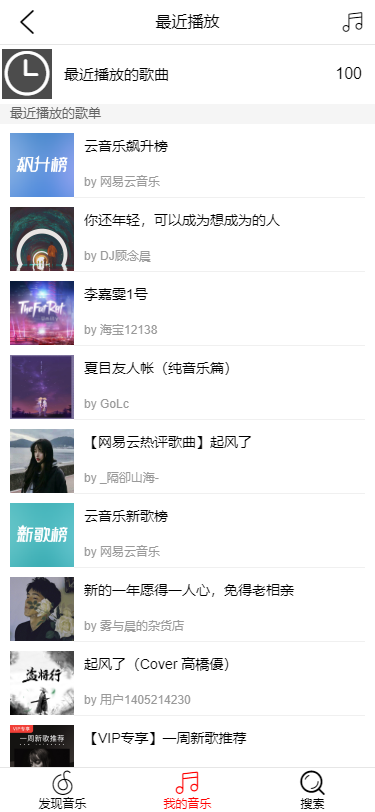 最近播放
最近播放的歌曲
100
最近播放的歌单
飙升榜
云音乐飙升榜
by 网易云音乐
你还年轻，可以成为想成为的人
by DJ顾念晨
TheFatRat
李嘉雯1号
by 海宝12138
夏目友人帐（纯音乐篇）
by GoLc
【网易云热评歌曲】起风了
by _隔卻山海-
新歌榜
云音乐新歌榜
by 网易云音乐
新的一年愿得一人心，免得老相亲
by 雾与晨的杂货店
盗将行
起风了（Cover 高橋優）
by 用户1405214230
VIP专享
一周新歌推荐
【VIP专享】一周新歌推荐
发现音乐
我的音乐
搜索